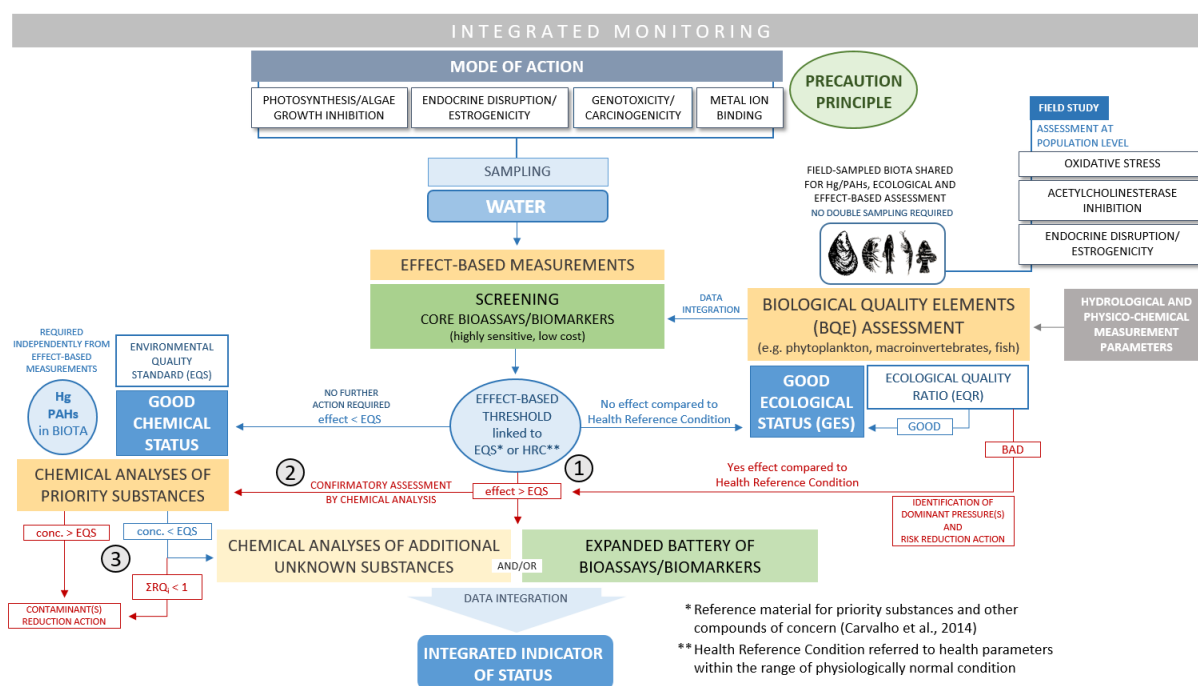 INTEGRATED MONITORING
MODE OF ACTION
PHOTOSYNTHESIS/ALGAE
GROWTH INHIBITION
ENDOCRINE DISRUPTION/
ESTROGENICITY
GENOTOXICITY/
CARCINOGENICITY
METAL ION
BINDING
PRECAUTION
PRINCIPLE
FIELD STUDY
ASSESSMENT AT
POPULATION LEVEL
OXIDATIVE STRESS
ACETYLCHOLINESTERASE
INHIBITION
ENDOCRINE DISRUPTION/
ESTROGENICITY
SAMPLING
WATER
FIELD-SAMPLED BIOTA SHARED
FOR Hg/PAHs, ECOLOGICAL AND
EFFECT-BASED ASSESSMENT
NO DOUBLE SAMPLING REQUIRED
EFFECT-BASED MEASUREMENTS
SCREENING
CORE BIOASSAYS/BIOMARKERS
(highly sensitive, low cost)
DATA
INTEGRATION
BIOLOGICAL QUALITY ELEMENTS
(BQE) ASSESSMENT
(e.g. phytoplankton, macroinvertebrates, fish)
HYDROLOGICAL AND
PHYSICO-CHEMICAL
MEASUREMENT
PARAMETERS
REQUIRED
INDEPENDENTLY FROM
EFFECT-BASED
MEASUREMENTS
ENVIRONMENTAL
QUALITY
STANDARD (EQS)
Hg
PAHs
in BIOTA
GOOD
CHEMICAL
STATUS
NO FURTHER
ACTION REQUIRED
effect < EQS
EFFECT-BASED
THRESHOLD
linked to
EQS* or HRC**
No effect compared to
Health Reference Condition
GOOD
ECOLOGICAL
STATUS (GES)
ECOLOGICAL QUALITY
RATIO (EQR)
GOOD
BAD
CHEMICAL ANALYSES OF
PRIORITY SUBSTANCES
2
CONFIRMATORY ASSESSMENT
BY CHEMICAL ANALYSIS
1
effect > EQS
Yes effect compared to
Health Reference Condition
IDENTIFICATION OF
DOMINANT PRESSURE(S)
AND
RISK REDUCTION ACTION
conc. > EQS
conc. < EQS
3
ΣRQi < 1
CONTAMINANT(S)
REDUCTION ACTION
CHEMICAL ANALYSES OF ADDITIONAL
UNKNOWN SUBSTANCES
AND/OR
EXPANDED BATTERY OF
BIOASSAYS/BIOMARKERS
DATA INTEGRATION
INTEGRATED INDICATOR
OF STATUS
* Reference material for priority substances and other
compounds of concern (Carvalho et al., 2014)
** Health Reference Condition referred to health parameters
within the range of physiologically normal condition